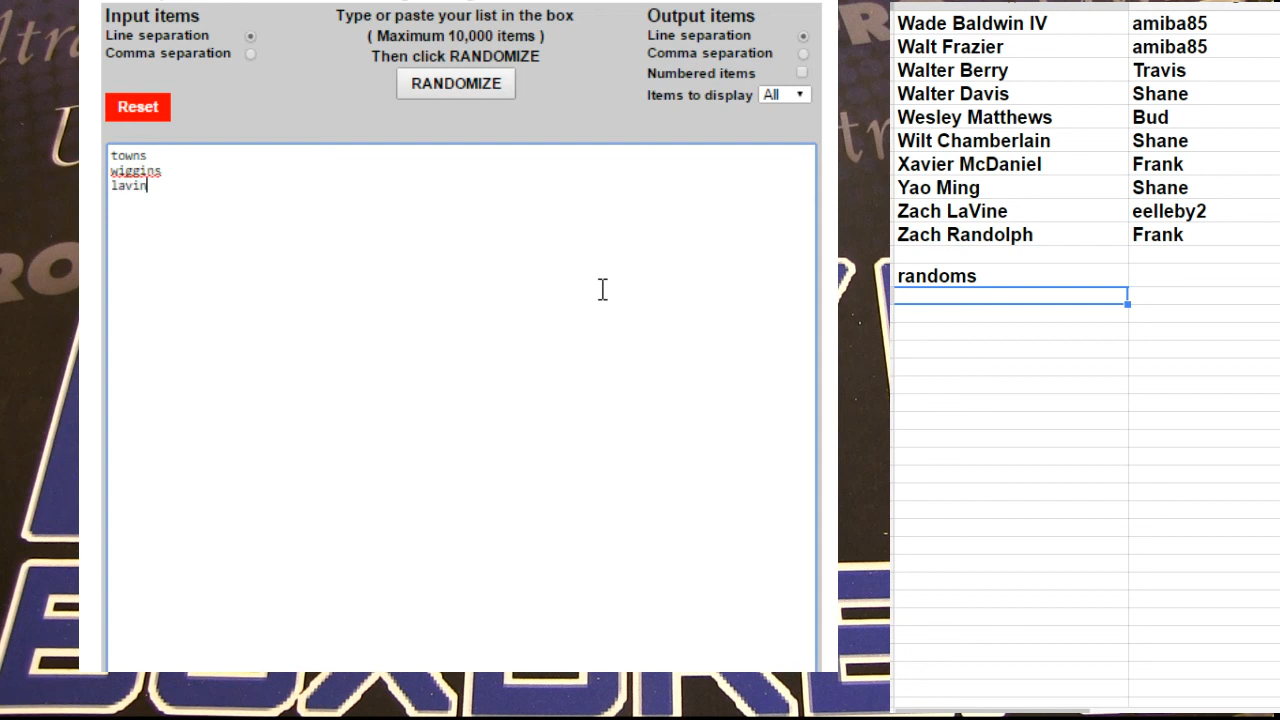 Input items
Line separation
Comma separation
Reset
Type or paste your list in the box
( Maximum 10,000 items )
Then click RANDOMIZE
RANDOMIZE
Output items
Line separation
Comma separation
Numbered items
Items to display All
towns
wiggins
lavin
Wade Baldwin IV amiba85
Walt Frazier amiba85
Walter Berry Travis
Walter Davis Shane
Wesley Matthews Bud
Wilt Chamberlain Shane
Xavier McDaniel Frank
Yao Ming Shane
Zach LaVine eelleby2
Zach Randolph Frank
randoms